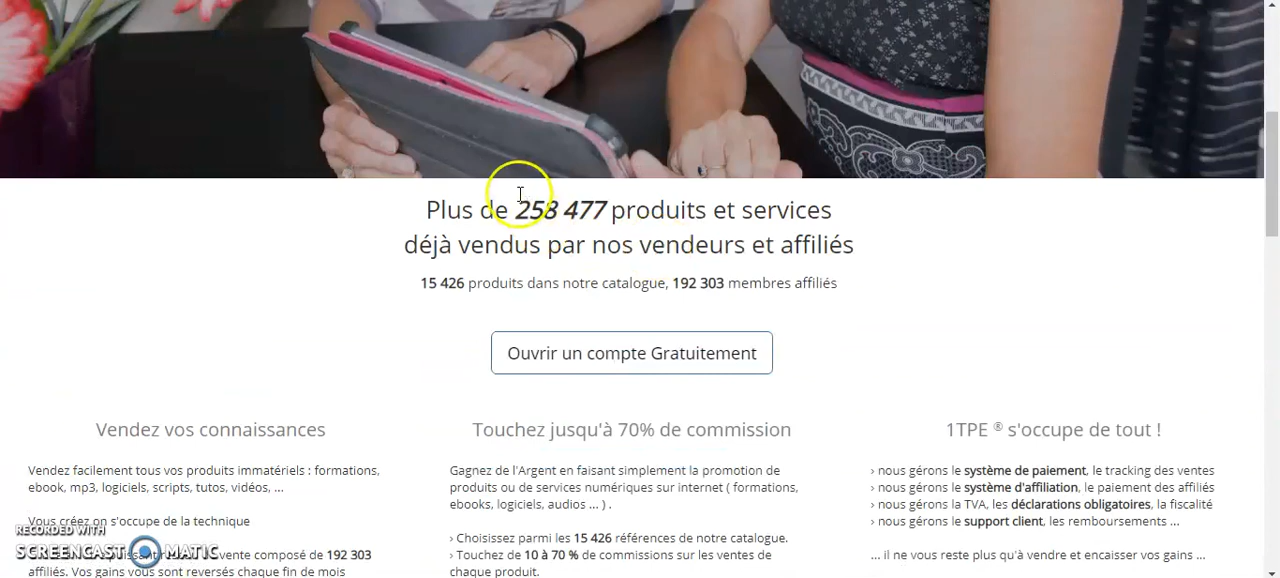 Plus de 258 477 produits et services
déjà vendus par nos vendeurs et affiliés
15 426 produits dans notre catalogue, 192 303 membres affiliés
Ouvrir un compte Gratuitement
Vendez vos connaissances
Vendez facilement tous vos produits immatériels : formations,
ebook, mp3, logiciels, scripts, tutos, vidéos, ...
Vous créez on s'occupe de la technique
vente composé de 192 303
affiliés. Vos gains vous sont reversés chaque fin de mois
Touchez jusqu'à 70% de commission
Gagnez de l'Argent en faisant simplement la promotion de
produits ou de services numériques sur internet ( formations,
ebooks, logiciels, audios ... ) .
› Choisissez parmi les 15 426 références de notre catalogue.
› Touchez de 10 à 70 % de commissions sur les ventes de
chaque produit.
1TPE ® s'occupe de tout !
› nous gérons le système de paiement, le tracking des ventes
› nous gérons le système d'affiliation, le paiement des affiliés
› nous gérons la TVA, les déclarations obligatoires, la fiscalité
› nous gérons le support client, les remboursements ...
... il ne vous reste plus qu'à vendre et encaisser vos gains ...
RECORDED WITH
SCREENCAST MATIC